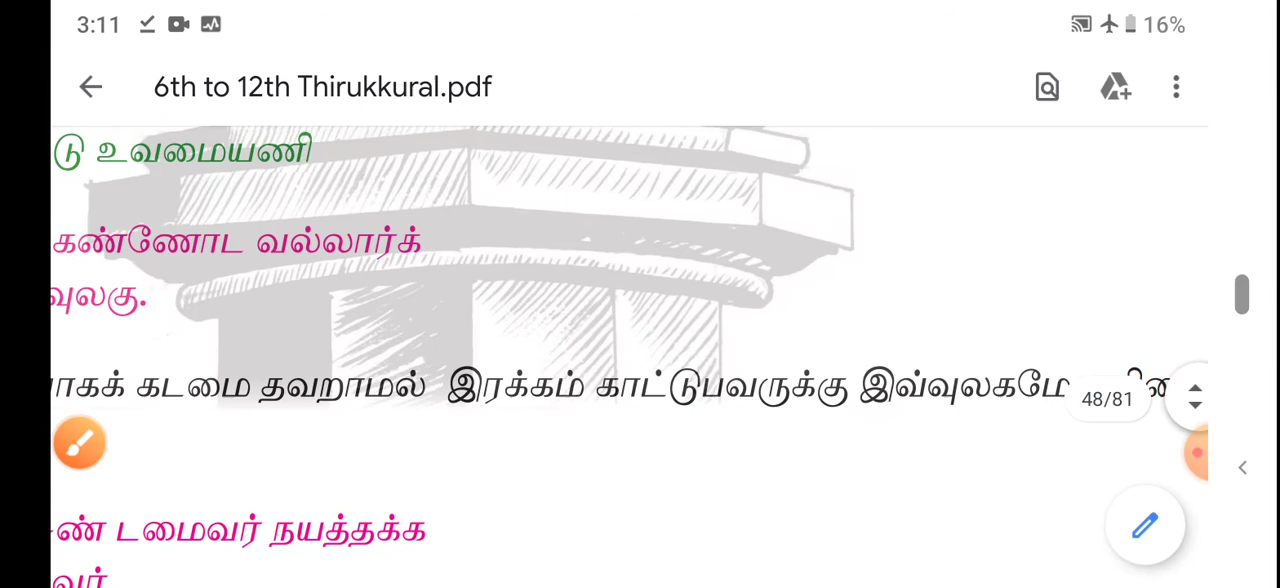 3:11 16%
6th to 12th Thirukkural.pdf
டு உவமையணி
கண்ணோட வல்லார்க்
வுலகு.
கடமை தவறாமல் இரக்கம் காட்டுபவருக்கு இவ்வுலகமே
48/81
டமைவர் நயத்தக்க
வர்